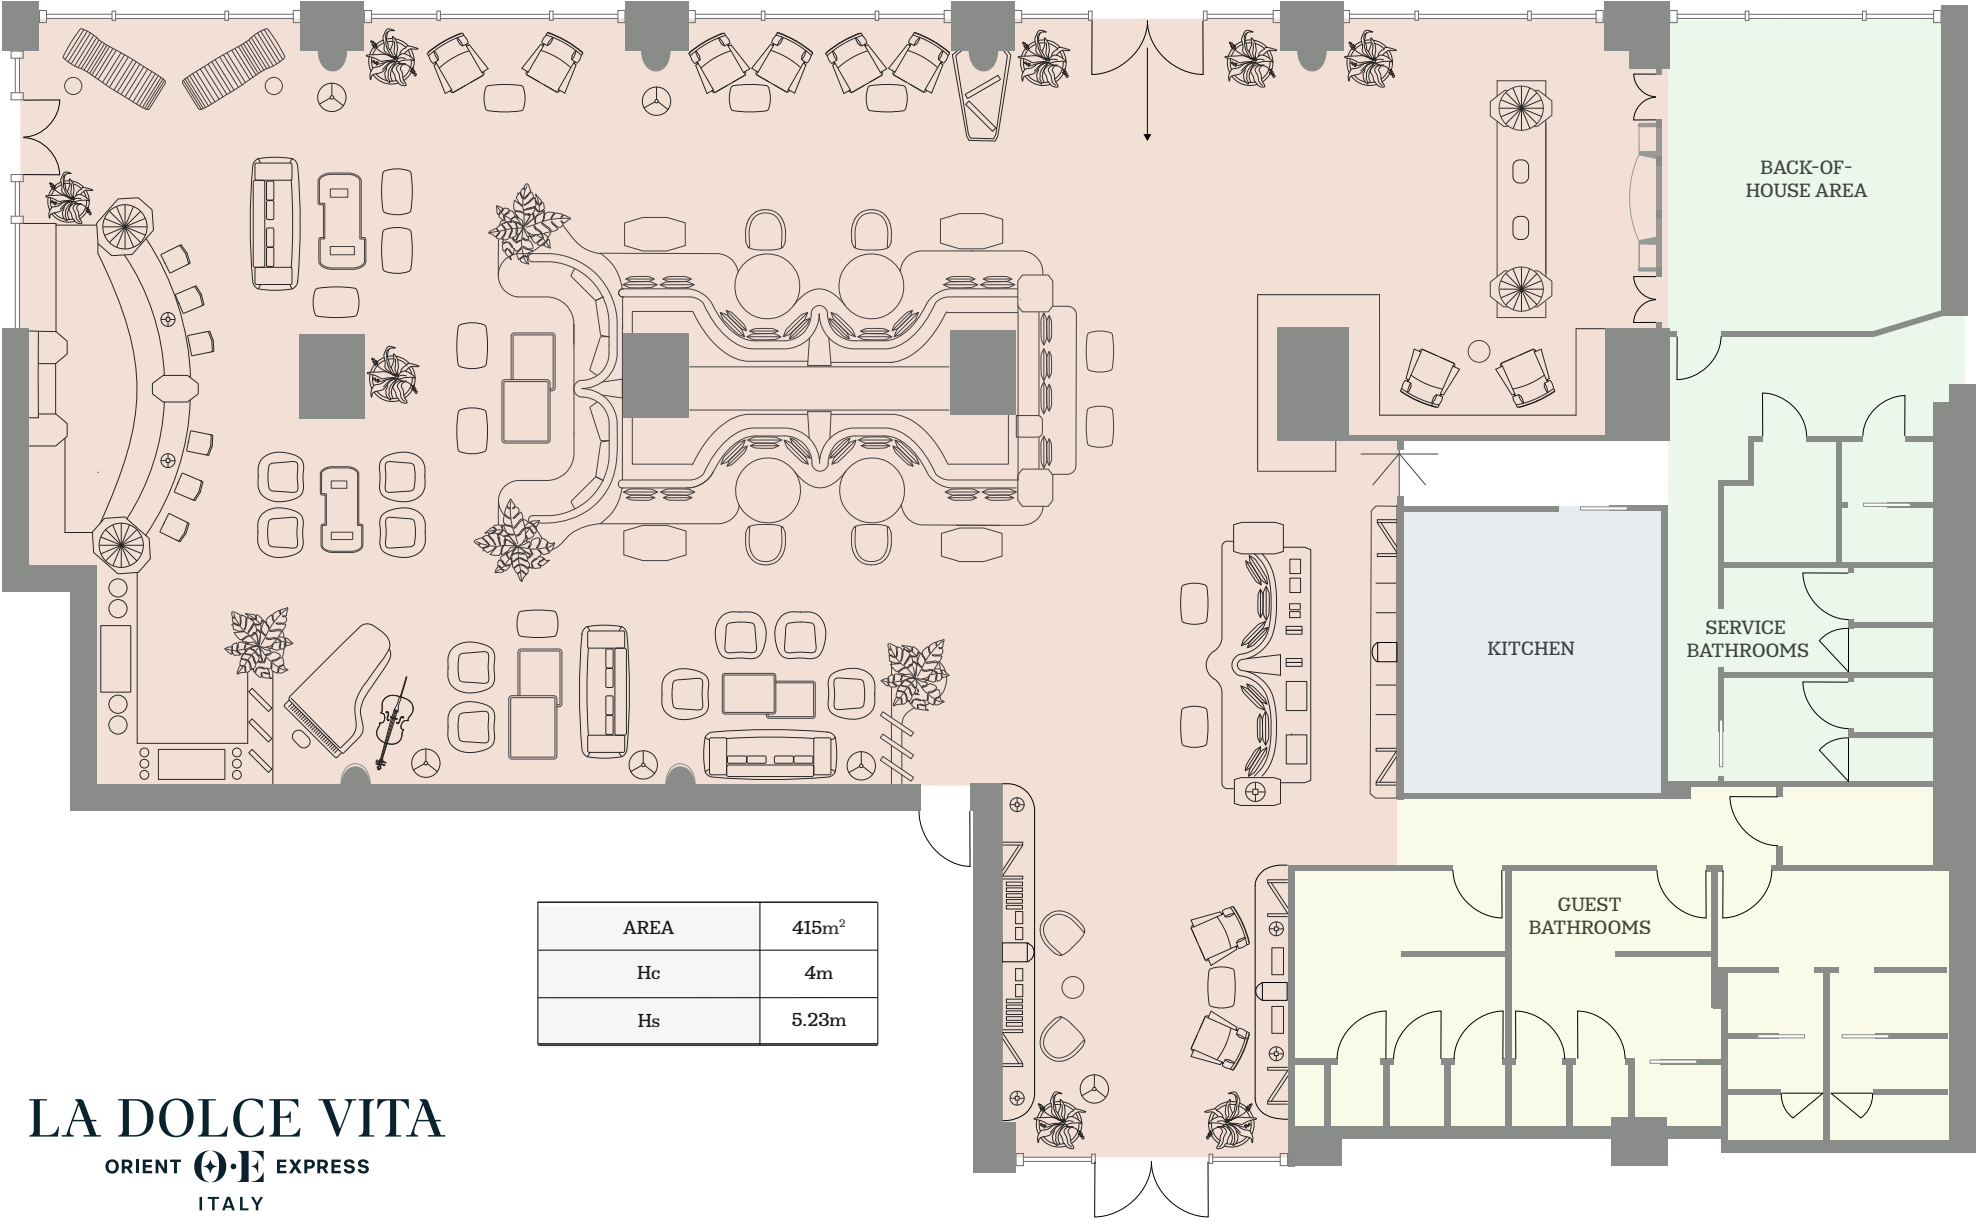 BACK-OF-
HOUSE AREA
SERVICE
BATHROOMS
KITCHEN
GUEST
BATHROOMS
AREA 415m²
Hc 4m
Hs 5.23m
LA DOLCE VITA
ORIENT O·E EXPRESS
ITALY